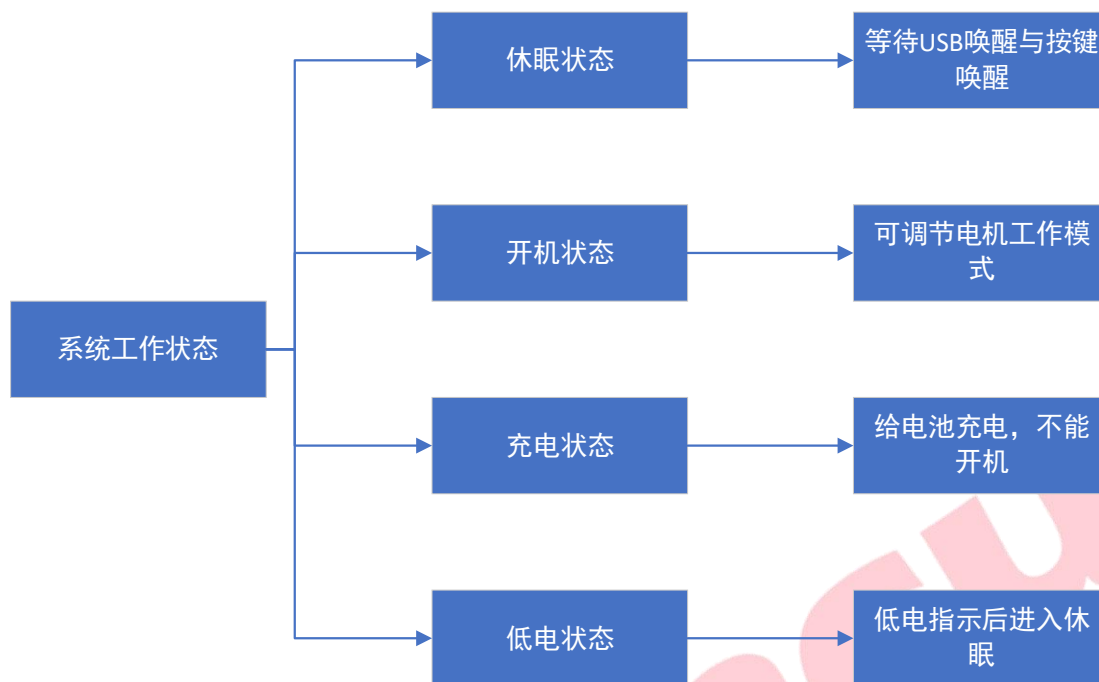 休眠状态
等待USB唤醒与按键
唤醒
开机状态
可调节电机工作模
式
系统工作状态
充电状态
给电池充电，不能
开机
低电状态
低电指示后进入休
眠